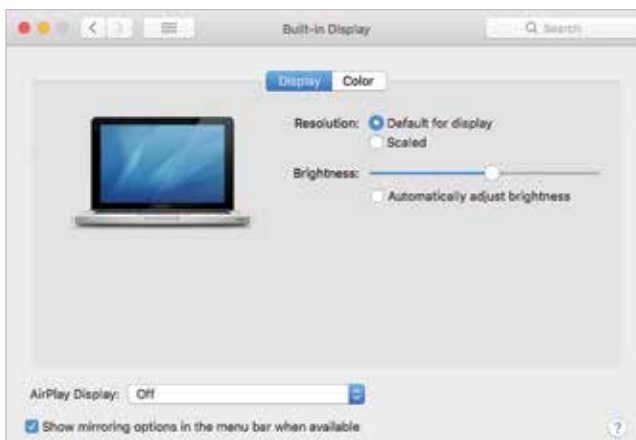 Built-in Display
Search
Display Color
Resolution: Default for display
Scaled
Brightness:
Automatically adjust brightness
AirPlay Display: Off
Show mirroring options in the menu bar when available
?